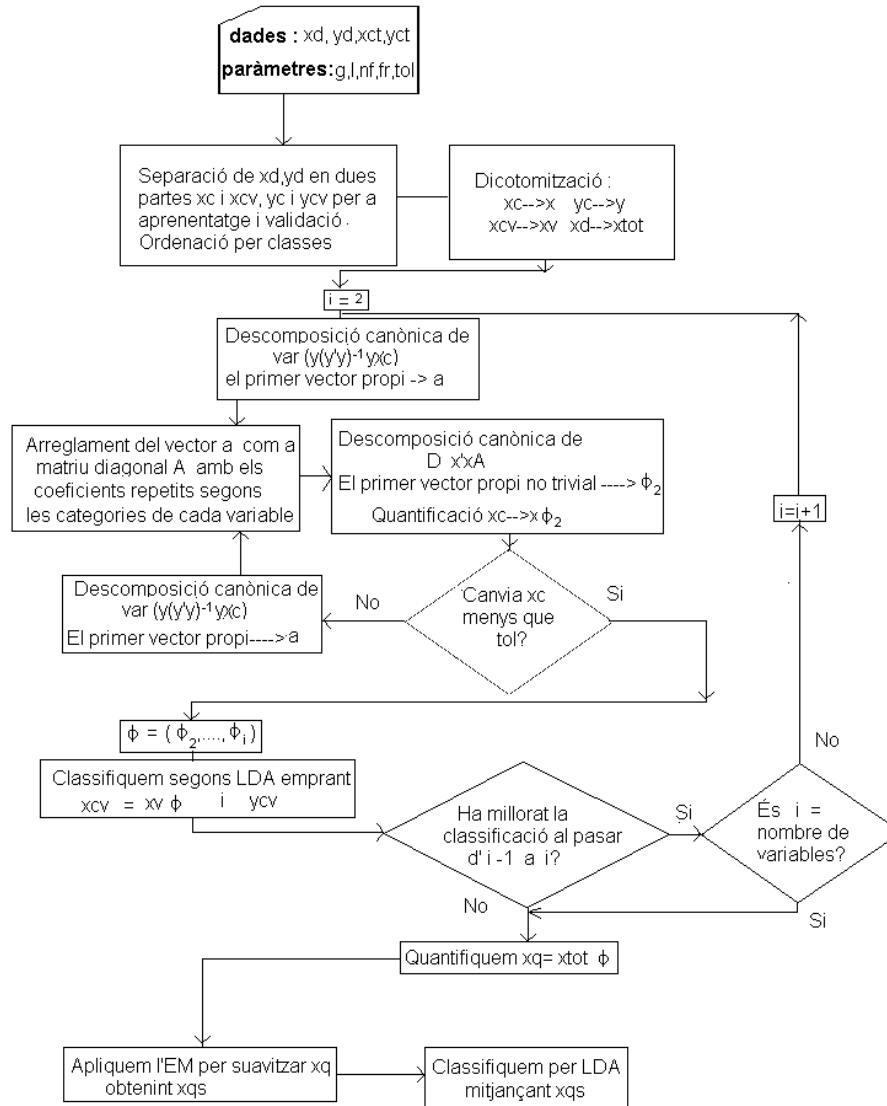 dades : xd, yd,xct,yct
paràmetres:g,l,nf,fr,tol
Separació de xd,yd en dues
partes xc i xcv, yc i ycv per a
aprenentatge i validació.
Ordenació per classes
Dicotomització :
xc-->x yc-->y
xcv-->xv xd-->xtot
i = 2
Descomposició canònica de
var (y(y'y)-1yxc)
el primer vector propi -> a
Arreglament del vector a com a
matriu diagonal A amb els
coeficients repetits segons
les categories de cada variable
Descomposició canònica de
D x'xA
El primer vector propi no trivial ----> ϕ2
Quantificació xc-->xϕ2
i=i+1
Descomposició canònica de
var (y(y'y)-1yxc)
El primer vector propi---->a
No
Canvia xc
menys que
tol?
Si
ϕ = ( ϕ2,....,ϕi )
Classifiquem segons LDA emprant
xcv = xv ϕ i ycv
Ha millorat la
classificació al pasar
d' i -1 a i?
Si
És i =
nombre de
variables?
No
No
Si
Quantifiquem xq= xtot ϕ
Apliquem l'EM per suavitzar xq
obtenint xqs
Classifiquem per LDA
mitjançant xqs